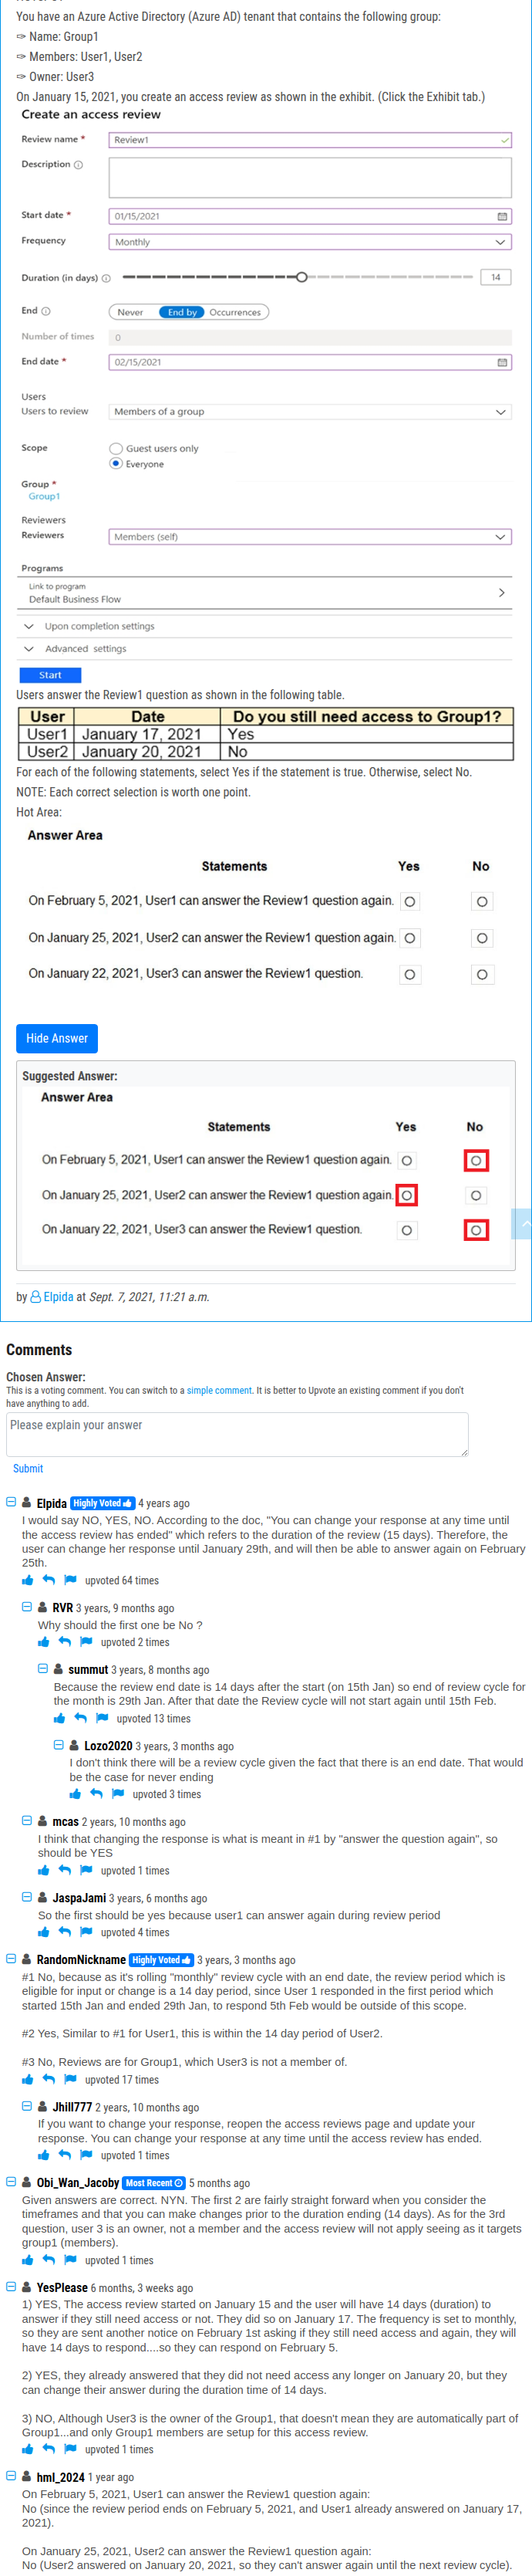 You have an Azure Active Directory (Azure AD) tenant that contains the following group:
✑ Name: Group1
✑ Members: User1, User2
✑ Owner: User3
On January 15, 2021, you create an access review as shown in the exhibit. (Click the Exhibit tab.)
Create an access review
Review name * Review1
Description
Start date * 01/15/2021
Frequency Monthly
Duration (in days) 14
End Never End by Occurrences
Number of times 0
End date * 02/15/2021
Users
Users to review Members of a group
Scope Guest users only
Everyone
Group *
Group1
Reviewers
Reviewers Members (self)
Programs
Link to program
Default Business Flow
Upon completion settings
Advanced settings
Start
Users answer the Review1 question as shown in the following table.
User Date Do you still need access to Group1?
User1 January 17, 2021 Yes
User2 January 20, 2021 No
For each of the following statements, select Yes if the statement is true. Otherwise, select No.
NOTE: Each correct selection is worth one point.
Hot Area:
Answer Area
Statements Yes No
On February 5, 2021, User1 can answer the Review1 question again.
On January 25, 2021, User2 can answer the Review1 question again.
On January 22, 2021, User3 can answer the Review1 question.
Hide Answer
Suggested Answer:
Answer Area
Statements Yes No
On February 5, 2021, User1 can answer the Review1 question again.
On January 25, 2021, User2 can answer the Review1 question again.
On January 22, 2021, User3 can answer the Review1 question.
by Elpida at Sept. 7, 2021, 11:21 a.m.
Comments
Chosen Answer:
This is a voting comment. You can switch to a simple comment. It is better to Upvote an existing comment if you don't
have anything to add.
Please explain your answer
Submit
Elpida Highly Voted 4 years ago
I would say NO, YES, NO. According to the doc, "You can change your response at any time until
the access review has ended" which refers to the duration of the review (15 days). Therefore, the
user can change her response until January 29th, and will then be able to answer again on February
25th.
upvoted 64 times
RVR 3 years, 9 months ago
Why should the first one be No ?
upvoted 2 times
summut 3 years, 8 months ago
Because the review end date is 14 days after the start (on 15th Jan) so end of review cycle for
the month is 29th Jan. After that date the Review cycle will not start again until 15th Feb.
upvoted 13 times
Lozo2020 3 years, 3 months ago
I don't think there will be a review cycle given the fact that there is an end date. That would
be the case for never ending
upvoted 3 times
mcas 2 years, 10 months ago
I think that changing the response is what is meant in #1 by "answer the question again", so
should be YES
upvoted 1 times
JaspaJami 3 years, 6 months ago
So the first should be yes because user1 can answer again during review period
upvoted 4 times
RandomNickname Highly Voted 3 years, 3 months ago
#1 No, because as it's rolling "monthly" review cycle with an end date, the review period which is
eligible for input or change is a 14 day period, since User 1 responded in the first period which
started 15th Jan and ended 29th Jan, to respond 5th Feb would be outside of this scope.
#2 Yes, Similar to #1 for User1, this is within the 14 day period of User2.
#3 No, Reviews are for Group1, which User3 is not a member of.
upvoted 17 times
Jhill777 2 years, 10 months ago
If you want to change your response, reopen the access reviews page and update your
response. You can change your response at any time until the access review has ended.
upvoted 1 times
Obi_Wan_Jacoby Most Recent 5 months ago
Given answers are correct. NYN. The first 2 are fairly straight forward when you consider the
timeframes and that you can make changes prior to the duration ending (14 days). As for the 3rd
question, user 3 is an owner, not a member and the access review will not apply seeing as it targets
group1 (members).
upvoted 1 times
YesPlease 6 months, 3 weeks ago
1) YES, The access review started on January 15 and the user will have 14 days (duration) to
answer if they still need access or not. They did so on January 17. The frequency is set to monthly,
so they are sent another notice on February 1st asking if they still need access and again, they will
have 14 days to respond....so they can respond on February 5.
2) YES, they already answered that they did not need access any longer on January 20, but they
can change their answer during the duration time of 14 days.
3) NO, Although User3 is the owner of the Group1, that doesn't mean they are automatically part of
Group1...and only Group1 members are setup for this access review.
upvoted 1 times
hml_2024 1 year ago
On February 5, 2021, User1 can answer the Review1 question again:
No (since the review period ends on February 5, 2021, and User1 already answered on January 17,
2021).
On January 25, 2021, User2 can answer the Review1 question again:
No (User2 answered on January 20, 2021, so they can't answer again until the next review cycle).